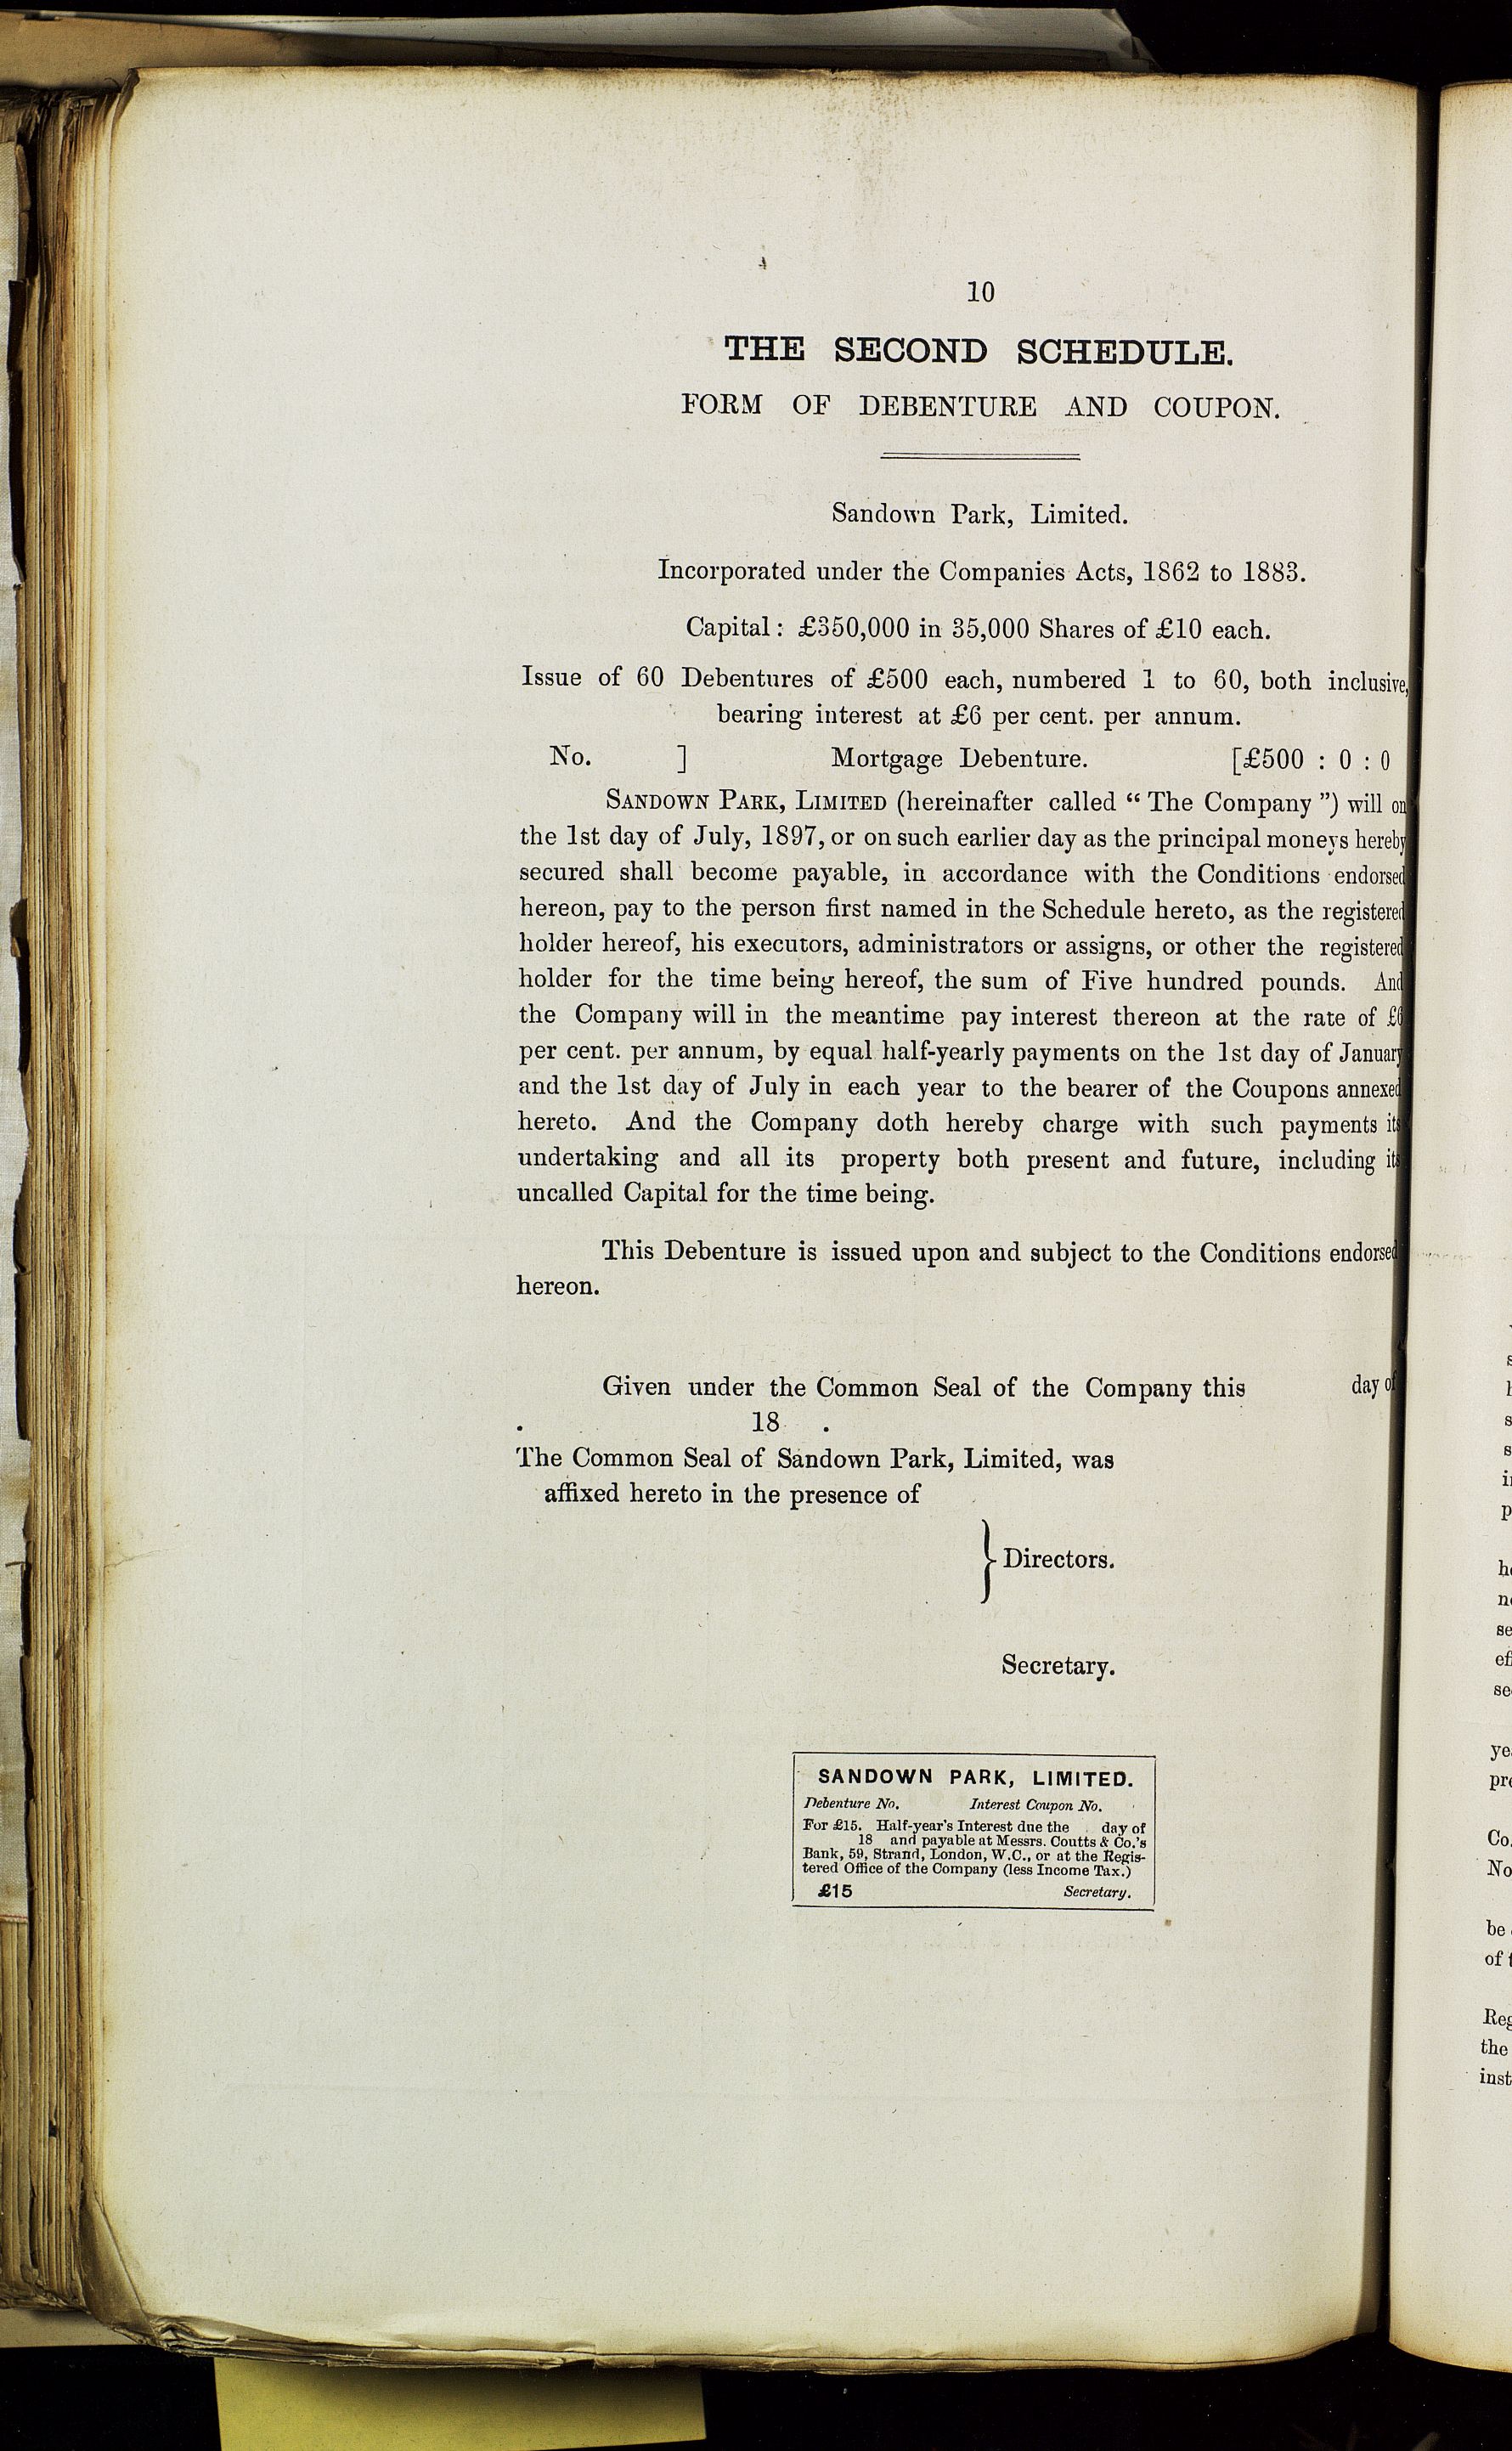 10
THE SECOND SCHEDULE.
FORM OF DEBENTURE AND COUPON.
Sandown Park, Limited.
Incorporated under the Companies Acts, 1862 to 1883.
Capital: £350,000 in 35,000 Shares of £10 each.
Issue of 60 Debentures of £500 each, numbered 1 to 60, both inclusive,
bearing interest at £6 per cent. per annum.
No. ] Mortgage Debenture. [£500 : 0 : 0
SANDOWN PARK, LIMITED (hereinafter called "The Company") will on
the 1st day of July, 1897, or on such earlier day as the principal moneys hereby
secured shall become payable, in accordance with the Conditions endorsed
hereon, pay to the person first named in the Schedule hereto, as the registered
holder hereof, his executors, administrators or assigns, or other the registered
holder for the time being hereof, the sum of Five hundred pounds. And
the Company will in the meantime pay interest thereon at the rate of £6
per cent. per annum, by equal half-yearly payments on the 1st day of January
and the 1st day of July in each year to the bearer of the Coupons annexed
hereto. And the Company doth hereby charge with such payments its
undertaking and all its property both present and future, including its
uncalled Capital for the time being.
This Debenture is issued upon and subject to the Conditions endorsed
hereon.
Given under the Common Seal of the Company this day of
. 18 .
The Common Seal of Sandown Park, Limited, was
affixed hereto in the presence of
} Directors.
Secretary.
SANDOWN PARK, LIMITED.
Debenture No. Interest Coupon No.
For £15. Half-year's Interest due the day of
18 and payable at Messrs. Coutts & Co.'s
Bank, 59, Strand, London, W.C., or at the Regis-
tered Office of the Company (less Income Tax.)
£15 Secretary.